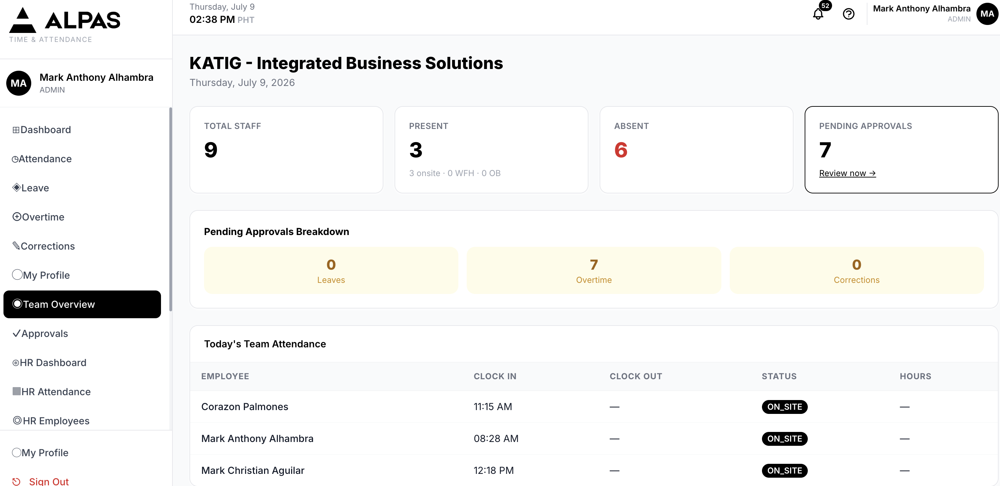 ALPAS
TIME & ATTENDANCE
Mark Anthony Alhambra
MA
ADMIN
Dashboard
Attendance
Leave
Overtime
Corrections
My Profile
Team Overview
Approvals
HR Dashboard
HR Attendance
HR Employees
My Profile
Sign Out
Thursday, July 9
02:38 PM PHT
52
Mark Anthony Alhambra
ADMIN
MA
KATIG - Integrated Business Solutions
Thursday, July 9, 2026
TOTAL STAFF
9
PRESENT
3
3 onsite · 0 WFH · 0 OB
ABSENT
6
PENDING APPROVALS
7
Review now →
Pending Approvals Breakdown
0
Leaves
7
Overtime
0
Corrections
Today's Team Attendance
EMPLOYEE CLOCK IN CLOCK OUT STATUS HOURS
Corazon Palmones 11:15 AM — ON_SITE —
Mark Anthony Alhambra 08:28 AM — ON_SITE —
Mark Christian Aguilar 12:18 PM — ON_SITE —